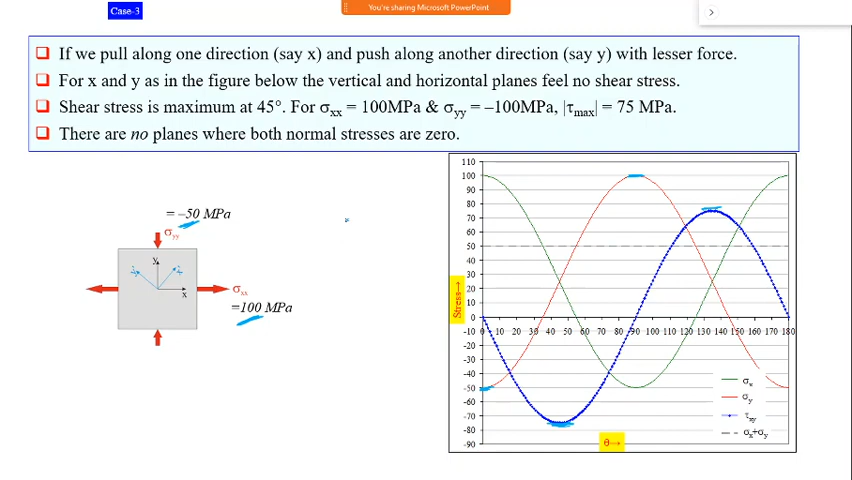 Case-3
You're sharing Microsoft PowerPoint
❑ If we pull along one direction (say x) and push along another direction (say y) with lesser force.
❑ For x and y as in the figure below the vertical and horizontal planes feel no shear stress.
❑ Shear stress is maximum at 45°. For σxx = 100MPa & σyy = –100MPa, |τmax| = 75 MPa.
❑ There are no planes where both normal stresses are zero.
= –50 MPa
σyy
y
x
σxx
=100 MPa
110
100
90
80
70
60
50
40
30
20
10
0
-10
-20
-30
-40
-50
-60
-70
-80
-90
Stress→
0 10 20 30 40 50 60 70 80 90 100 110 120 130 140 150 160 170 180
σx
σy
τxy
σx+σy
θ→